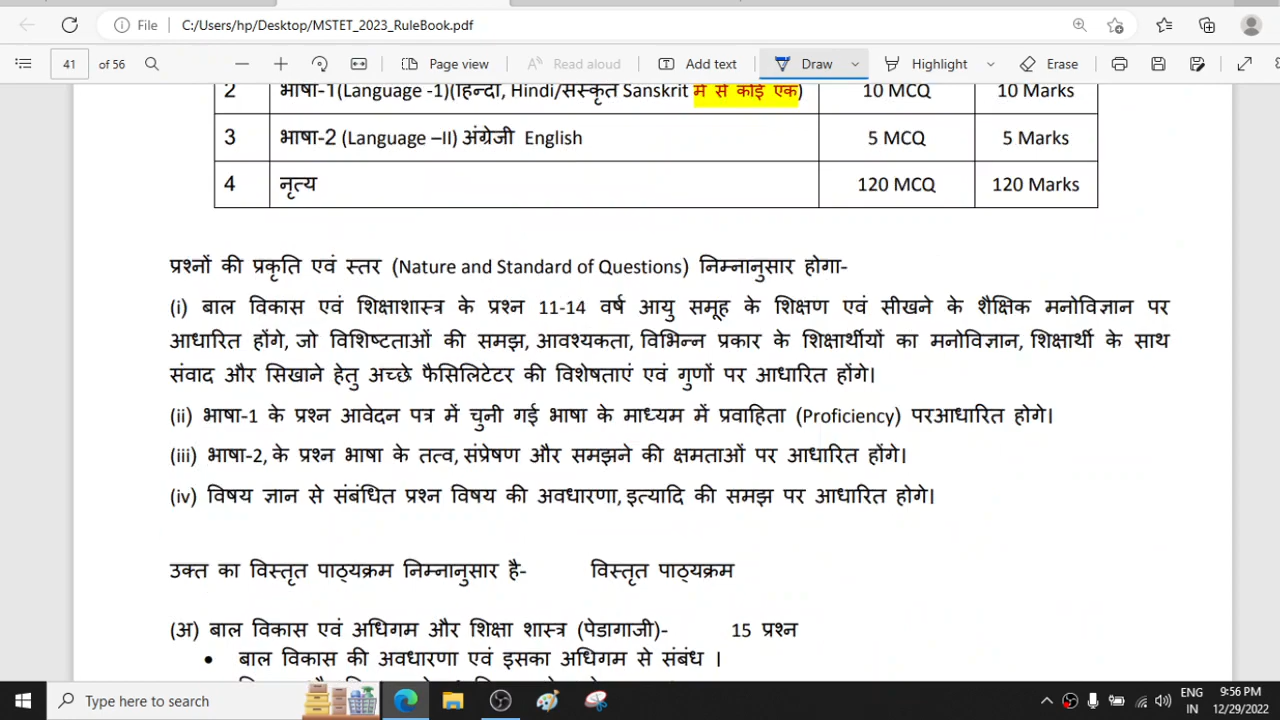 File C:/Users/hp/Desktop/MSTET_2023_RuleBook.pdf
41 of 56 Page view Read aloud Add text Draw Highlight Erase
2 भाषा-1(Language -1)(हिन्दी, Hindi/संस्कृत Sanskrit में से कोई एक) 10 MCQ 10 Marks
3 भाषा-2 (Language –II) अंग्रेजी English 5 MCQ 5 Marks
4 नृत्य 120 MCQ 120 Marks
प्रश्नों की प्रकृति एवं स्तर (Nature and Standard of Questions) निम्नानुसार होगा-
(i) बाल विकास एवं शिक्षाशास्त्र के प्रश्न 11-14 वर्ष आयु समूह के शिक्षण एवं सीखने के शैक्षिक मनोविज्ञान पर
आधारित होंगे, जो विशिष्टताओं की समझ, आवश्यकता, विभिन्न प्रकार के शिक्षार्थीयों का मनोविज्ञान, शिक्षार्थी के साथ
संवाद और सिखाने हेतु अच्छे फैसिलिटेटर की विशेषताएं एवं गुणों पर आधारित होंगे।
(ii) भाषा-1 के प्रश्न आवेदन पत्र में चुनी गई भाषा के माध्यम में प्रवाहिता (Proficiency) परआधारित होगे।
(iii) भाषा-2, के प्रश्न भाषा के तत्व, संप्रेषण और समझने की क्षमताओं पर आधारित होंगे।
(iv) विषय ज्ञान से संबंधित प्रश्न विषय की अवधारणा, इत्यादि की समझ पर आधारित होगे।
उक्त का विस्तृत पाठ्यक्रम निम्नानुसार है- विस्तृत पाठ्यक्रम
(अ) बाल विकास एवं अधिगम और शिक्षा शास्त्र (पेडागाजी)- 15 प्रश्न
• बाल विकास की अवधारणा एवं इसका अधिगम से संबंध ।
Type here to search ENG 9:56 PM
IN 12/29/2022